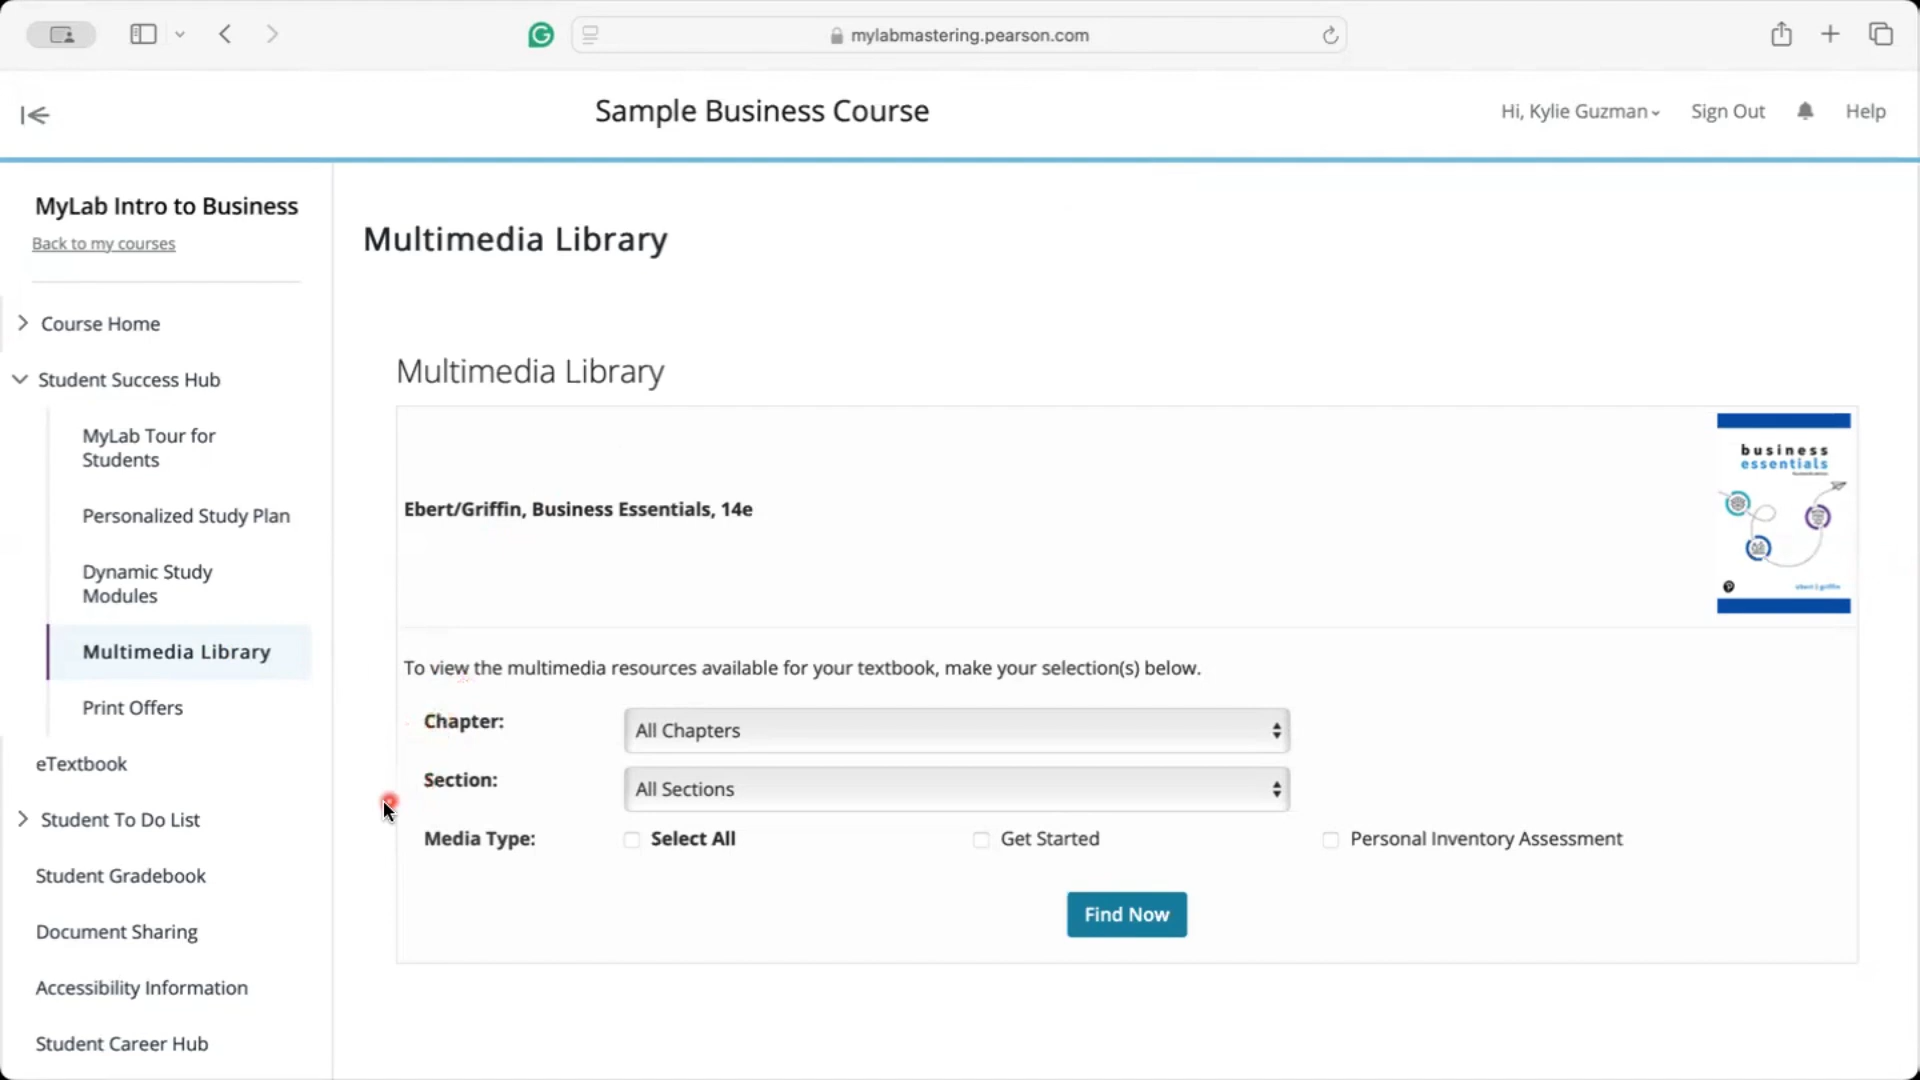 mylabmastering.pearson.com
Sample Business Course
Hi, Kylie Guzman
Sign Out
Help
MyLab Intro to Business
Back to my courses
Course Home
Student Success Hub
MyLab Tour for
Students
Personalized Study Plan
Dynamic Study
Modules
Multimedia Library
Print Offers
eTextbook
Student To Do List
Student Gradebook
Document Sharing
Accessibility Information
Student Career Hub
Multimedia Library
Multimedia Library
Ebert/Griffin, Business Essentials, 14e
business
essentials
ebert | griffin
To view the multimedia resources available for your textbook, make your selection(s) below.
Chapter:
All Chapters
Section:
All Sections
Media Type:
Select All
Get Started
Personal Inventory Assessment
Find Now